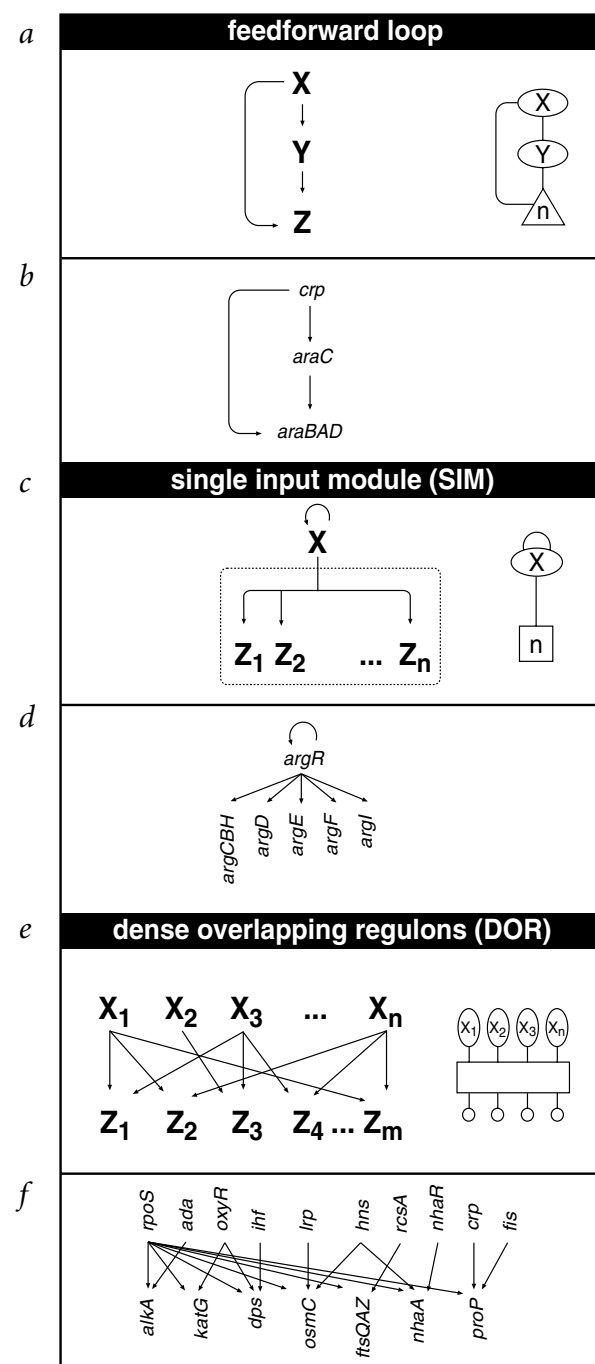 a
feedforward loop
X
Y
Z
X
Y
n
b
crp
araC
araBAD
c
single input module (SIM)
X
Z1 Z2 ... Zn
X
n
d
argR
argCBH argD argE argF argI
e
dense overlapping regulons (DOR)
X1 X2 X3 ... Xn
Z1 Z2 Z3 Z4 ... Zm
X1 X2 X3 Xn
f
rpoS ada oxyR ihf lrp hns rcsA nhaR crp fis
alkA katG dps osmC ftsQAZ nhaA proP